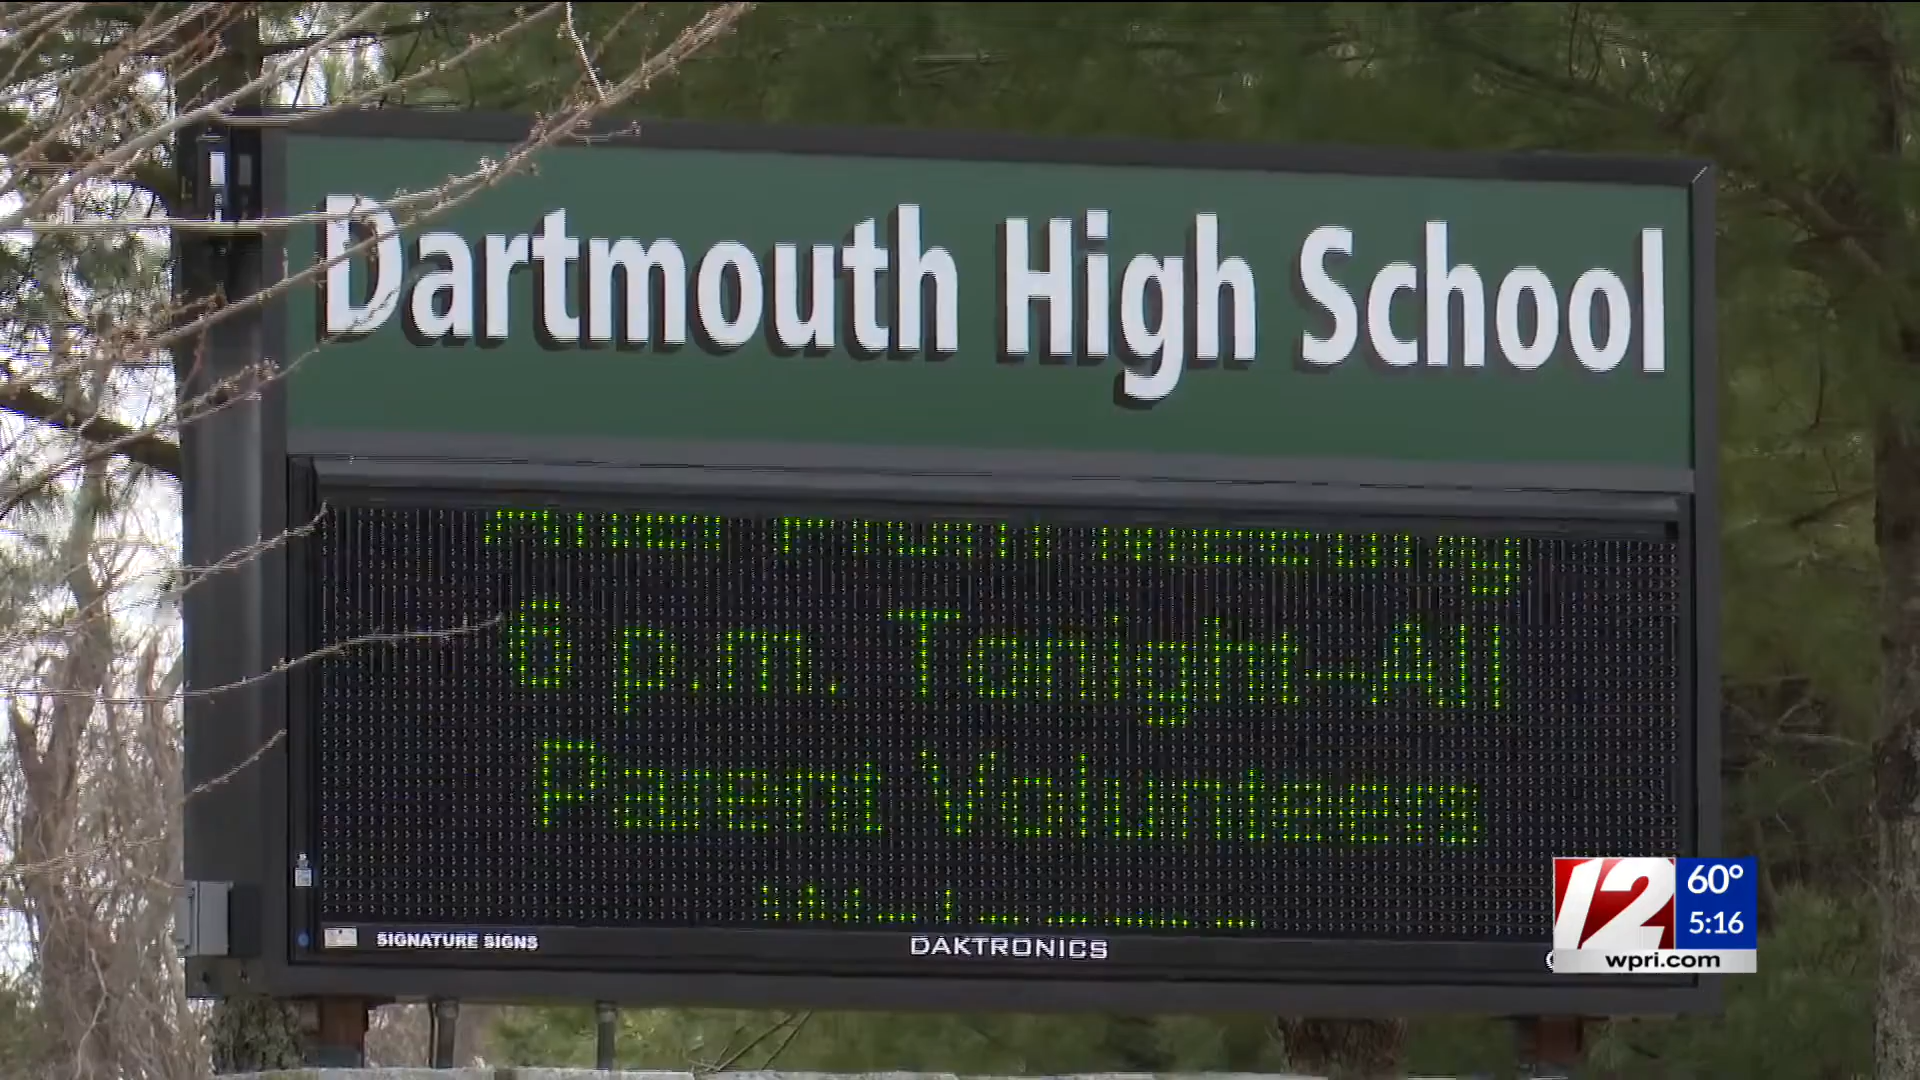 Dartmouth High School
6 p.m. Tonight-All
Parent Volunteers
SIGNATURE SIGNS
DAKTRONICS
12
60°
5:16
wpri.com